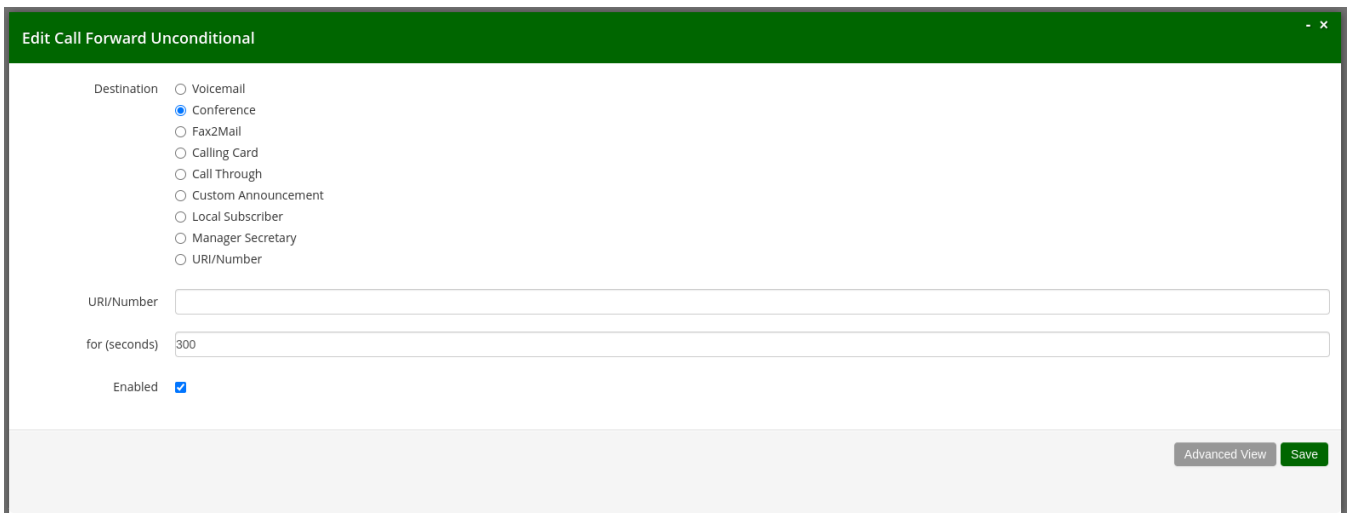 - ×
Edit Call Forward Unconditional
Destination Voicemail
Conference
Fax2Mail
Calling Card
Call Through
Custom Announcement
Local Subscriber
Manager Secretary
URI/Number
URI/Number
for (seconds) 300
Enabled
Advanced View Save